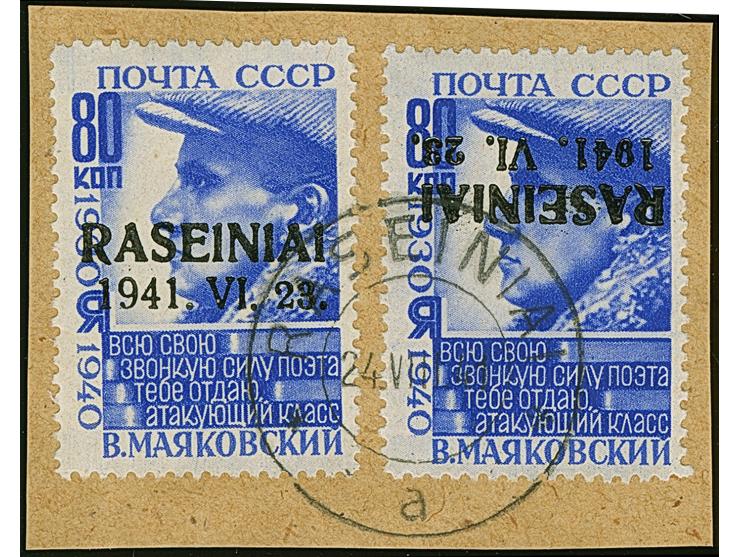 ПОЧТА СССР
80
КОП
1930 Я 1940
RASEINIAI
1941. VI. 23.
ВСЮ СВОЮ
ЗВОНКУЮ СИЛУ ПОЭТА
ТЕБЕ ОТДАЮ,
АТАКУЮЩИЙ КЛАСС
В.МАЯКОВСКИЙ
ПОЧТА СССР
80
КОП
1930 Я 1940
RASEINIAI
1941. VI. 23.
ВСЮ СВОЮ
ЗВОНКУЮ СИЛУ ПОЭТА
ТЕБЕ ОТДАЮ,
АТАКУЮЩИЙ КЛАСС
В.МАЯКОВСКИЙ
RASEINIAI
a